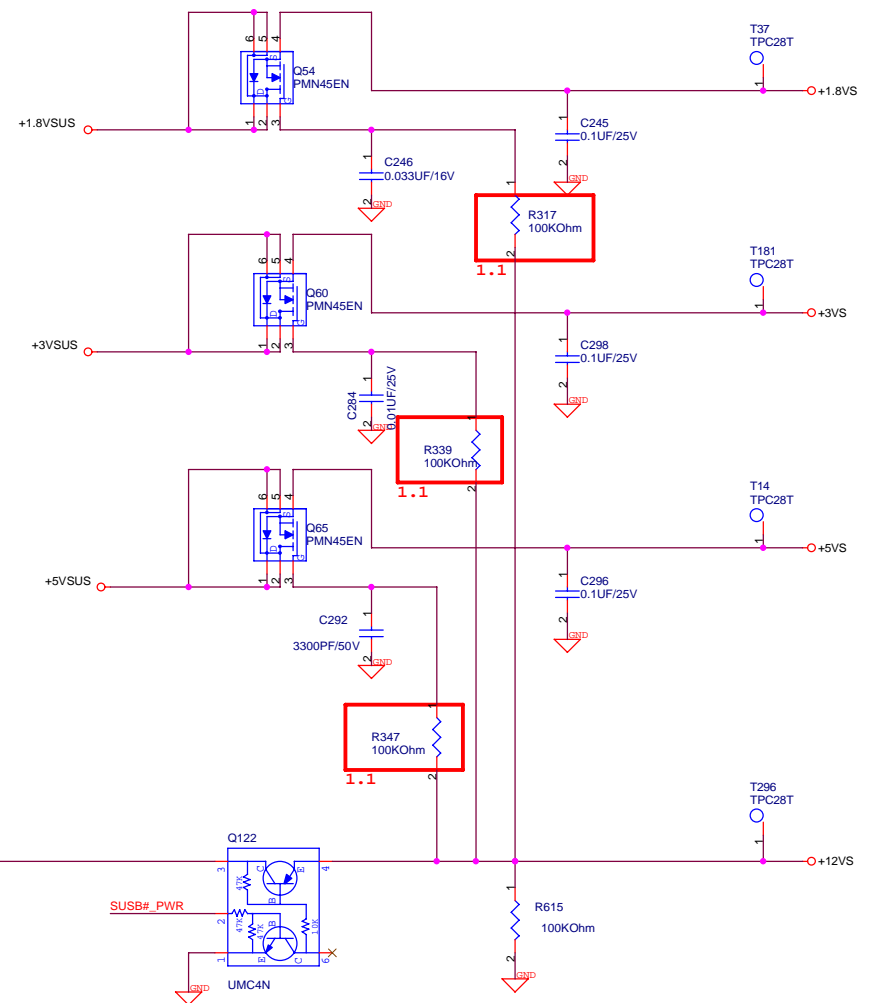 T37
TPC28T
6
5
4
S
Q54
PMN45EN
D
G
1
2
3
1
+1.8VS
+1.8VSUS
1
C245
0.1UF/25V
2
GND
1
C246
0.033UF/16V
2
GND
1
R317
100KOhm
2
1.1
T181
TPC28T
6
5
4
S
Q60
PMN45EN
D
G
1
2
3
1
+3VS
+3VSUS
1
C298
0.1UF/25V
2
GND
1
C284
0.01UF/25V
2
GND
1
R339
100KOhm
2
1.1
T14
TPC28T
6
5
4
S
Q65
PMN45EN
D
G
1
2
3
1
+5VS
+5VSUS
1
C296
0.1UF/25V
2
GND
C292
1
3300PF/50V
2
GND
1
R347
100KOhm
2
1.1
T296
TPC28T
1
+12VS
Q122
3
C
E
4
47K
B
SUSB#_PWR
2
47K
47K
B
10K
1
E
C
6
GND
UMC4N
1
R615
100KOhm
2
GND